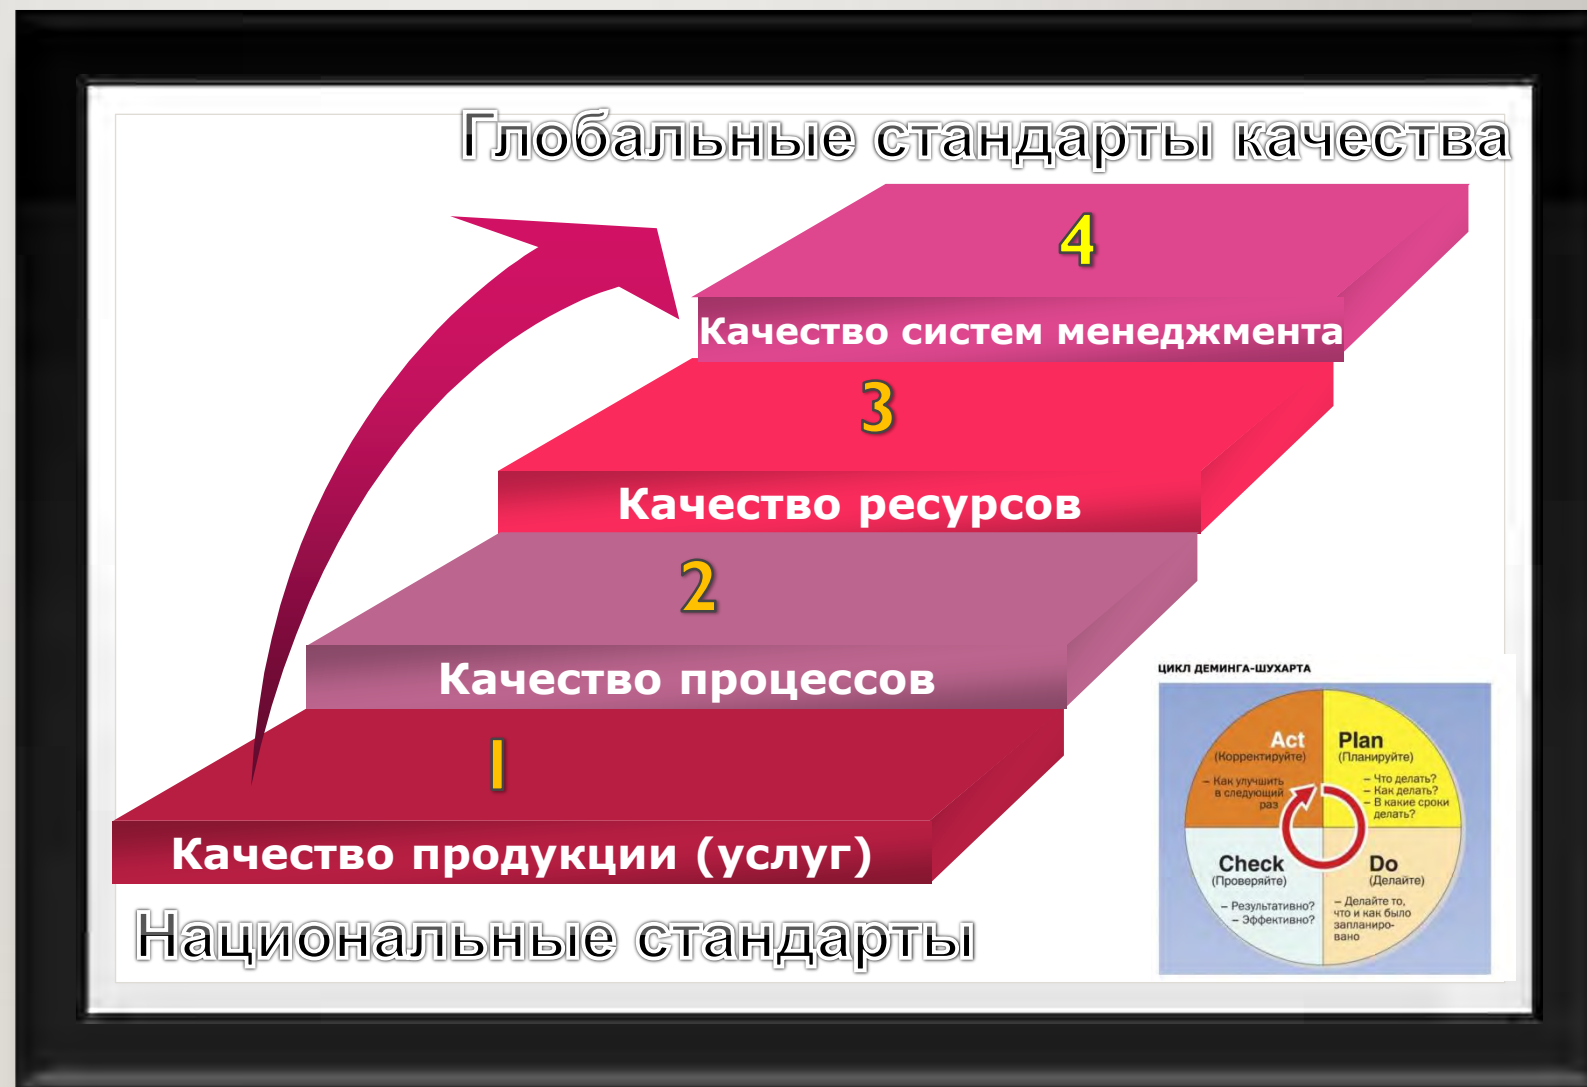 Глобальные стандарты качества
4
Качество систем менеджмента
3
Качество ресурсов
2
Качество процессов
1
Качество продукции (услуг)
Национальные стандарты
ЦИКЛ ДЕМИНГА-ШУХАРТА
Act
(Корректируйте)
– Как улучшить
в следующий
раз
Plan
(Планируйте)
– Что делать?
– Как делать?
– В какие сроки
делать?
Check
(Проверяйте)
– Результативно?
– Эффективно?
Do
(Делайте)
– Делайте то,
что и как было
запланиро-
вано